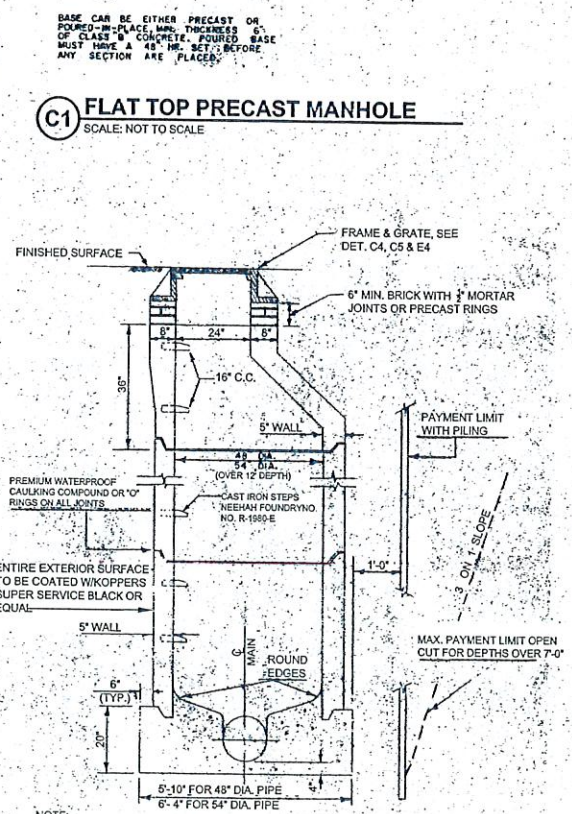 BASE CAN BE EITHER PRECAST OR
POURED-IN-PLACE, MIN. THICKNESS 6"
OF CLASS B CONCRETE. POURED BASE
MUST HAVE A 48 HR. SET BEFORE
ANY SECTION ARE PLACED.
C1 FLAT TOP PRECAST MANHOLE
SCALE: NOT TO SCALE
FRAME & GRATE, SEE
DET. C4, C5 & E4
FINISHED SURFACE
6" MIN. BRICK WITH MORTAR
JOINTS OR PRECAST RINGS
8" 24" 8"
36"
16" C.C.
5" WALL
PAYMENT LIMIT
WITH PILING
48 DIA.
54" DIA.
(OVER 12' DEPTH)
PREMIUM WATERPROOF
CAULKING COMPOUND OR "O"
RINGS ON ALL JOINTS
CAST IRON STEPS
NEEHAH FOUNDRYNO.
NO. R-1980-E
3 ON 1 SLOPE
1'-0"
ENTIRE EXTERIOR SURFACE
TO BE COATED W/KOPPERS
SUPER SERVICE BLACK OR
EQUAL
5" WALL
MAIN
ROUND
EDGES
MAX. PAYMENT LIMIT OPEN
CUT FOR DEPTHS OVER 7'-0"
6"
(TYP.)
20"
4"
5'-10" FOR 48" DIA. PIPE
6'- 4" FOR 54" DIA. PIPE
NOTE: